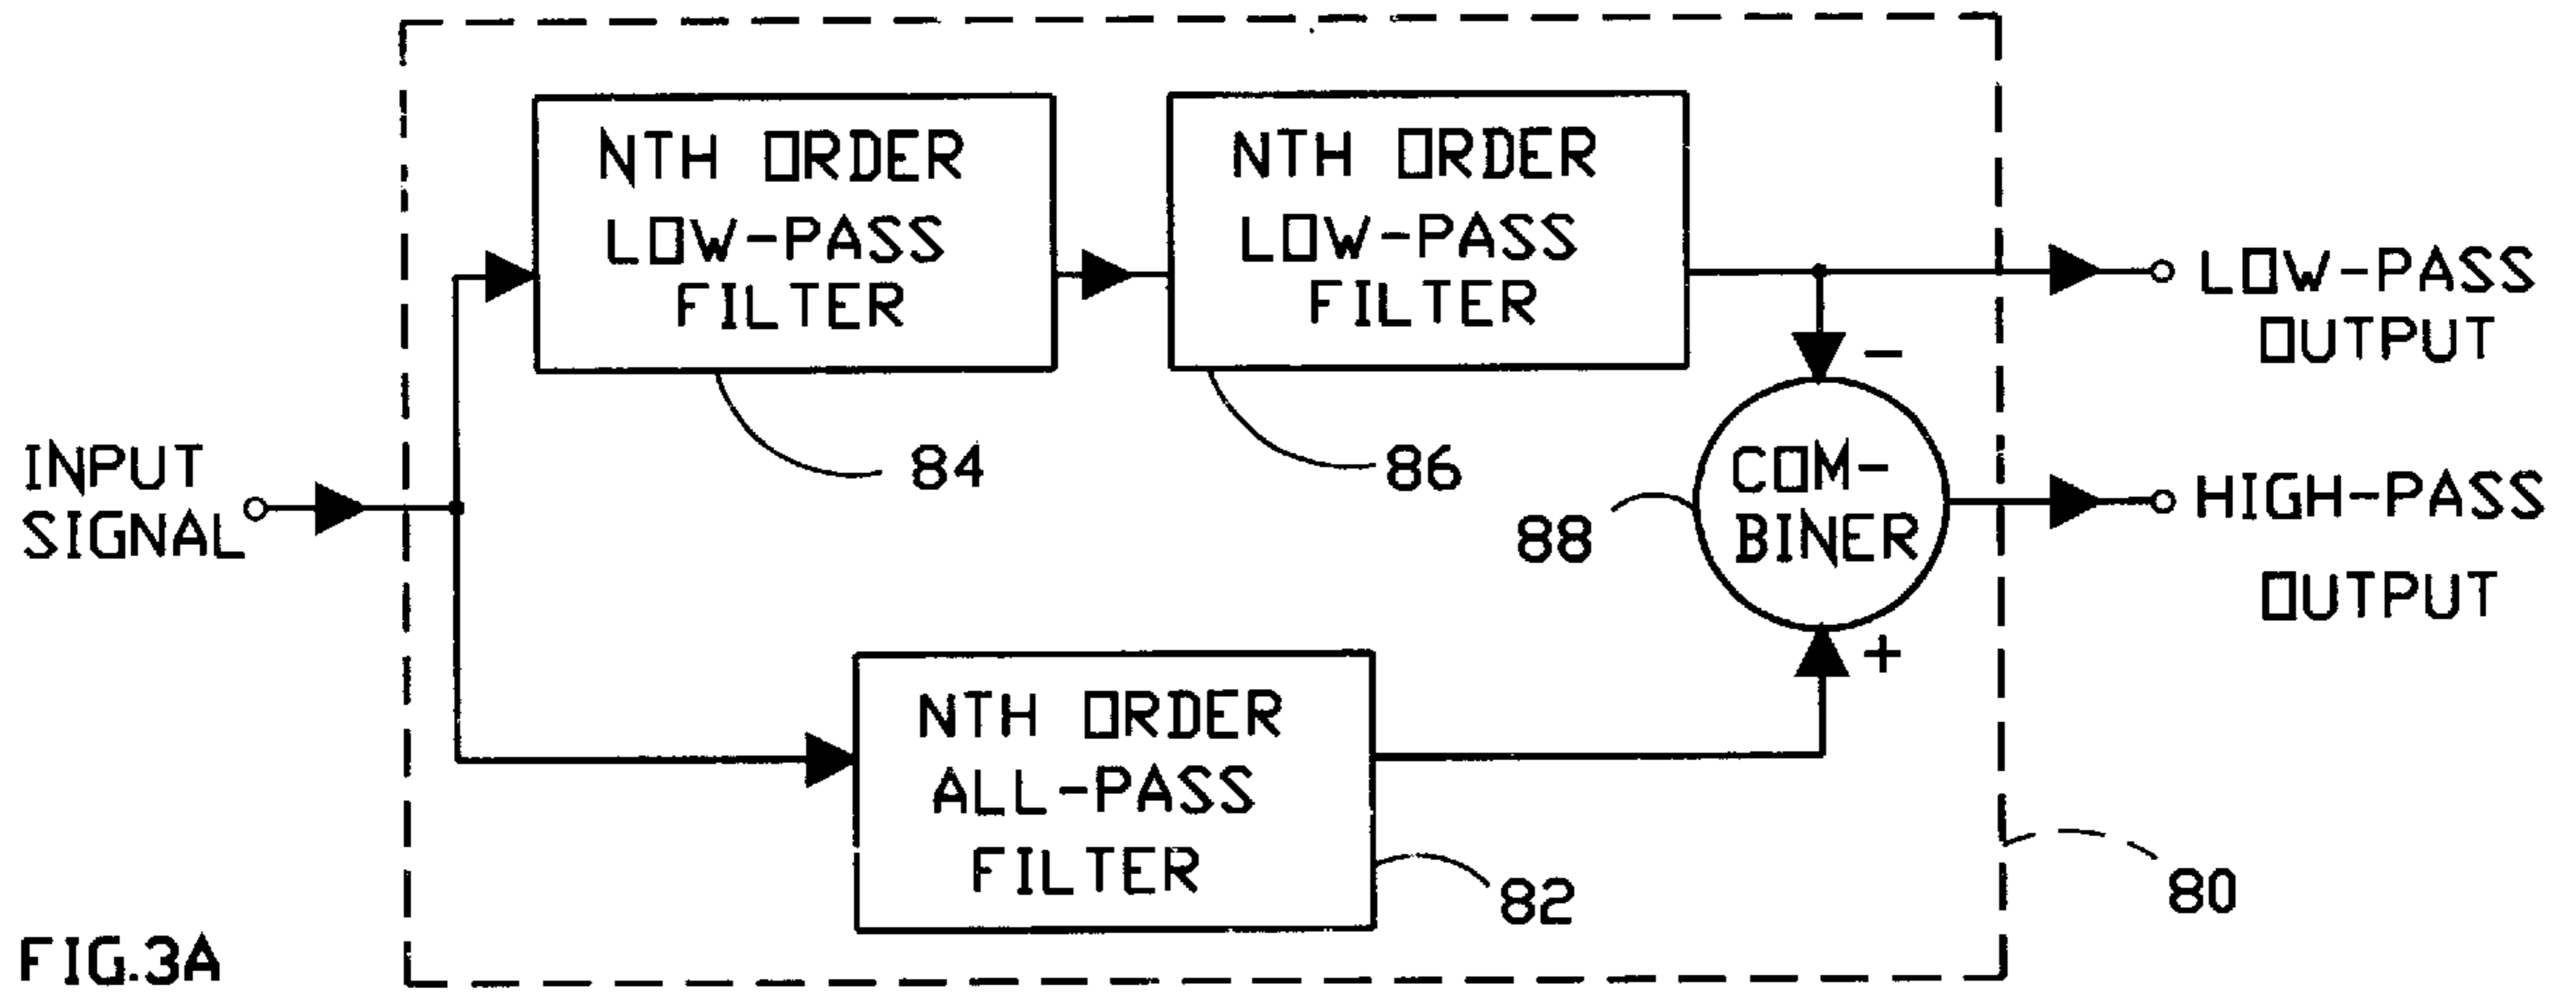 NTH ORDER
LOW-PASS
FILTER
NTH ORDER
LOW-PASS
FILTER
LOW-PASS
OUTPUT
-
84
86
INPUT
SIGNAL
COM-
BINER
88
HIGH-PASS
OUTPUT
+
NTH ORDER
ALL-PASS
FILTER
82
80
FIG.3A